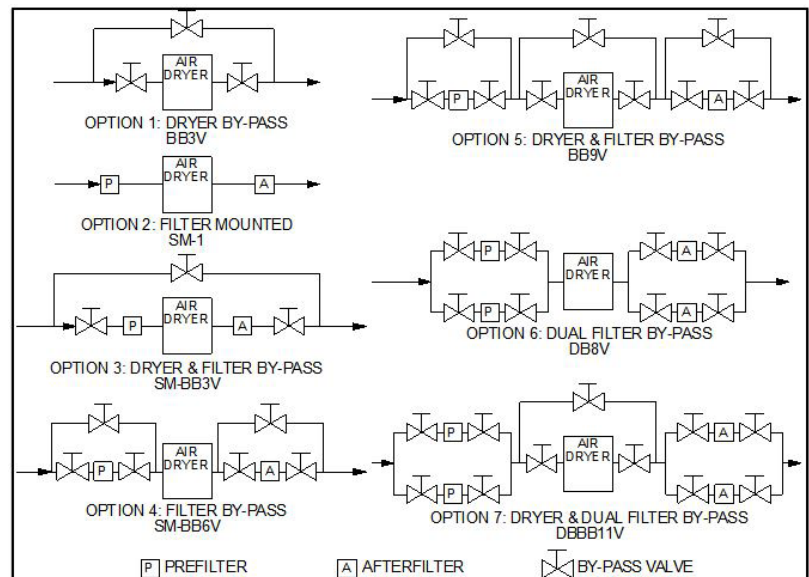 AIR
DRYER
OPTION 1: DRYER BY-PASS
BB3V
P
AIR
DRYER
A
OPTION 2: FILTER MOUNTED
SM-1
P
AIR
DRYER
A
OPTION 3: DRYER & FILTER BY-PASS
SM-BB3V
P
AIR
DRYER
A
OPTION 4: FILTER BY-PASS
SM-BB6V
P
AIR
DRYER
A
OPTION 5: DRYER & FILTER BY-PASS
BB9V
P
P
AIR
DRYER
A
A
OPTION 6: DUAL FILTER BY-PASS
DB8V
P
P
AIR
DRYER
A
A
OPTION 7: DRYER & DUAL FILTER BY-PASS
DBBB11V
P PREFILTER
A AFTERFILTER
BY-PASS VALVE